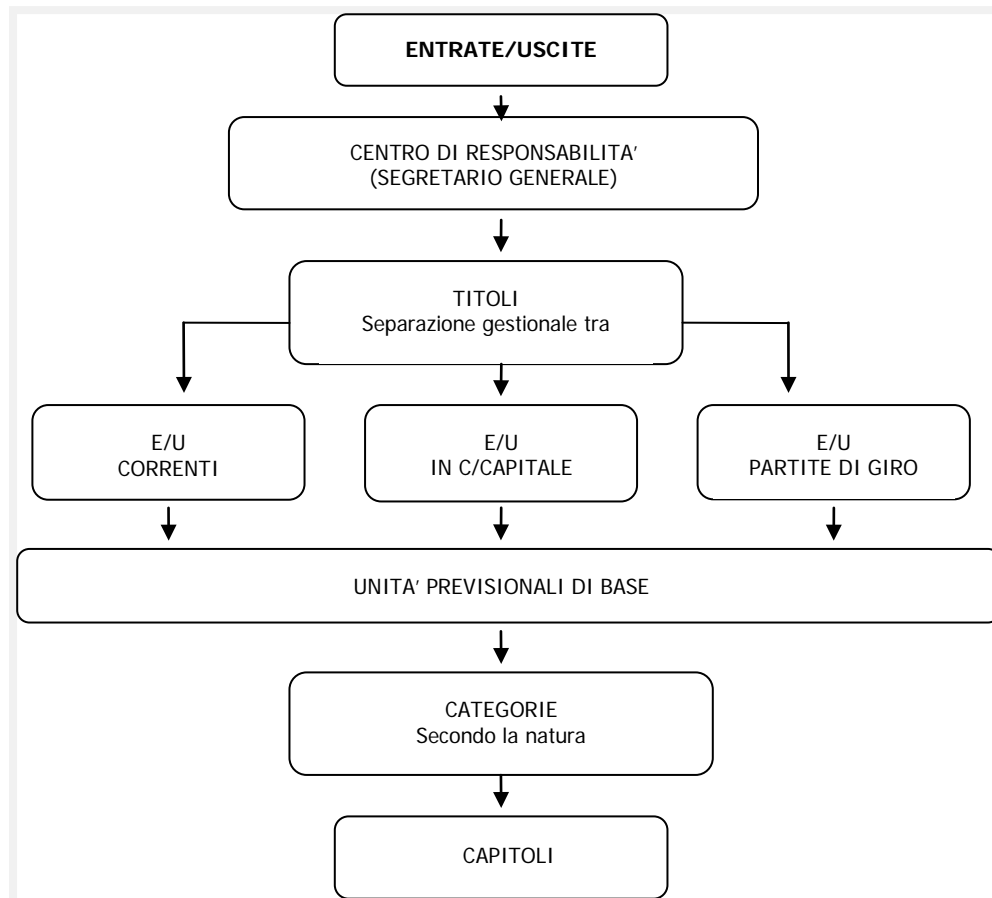 ENTRATE/USCITE
CENTRO DI RESPONSABILITA'
(SEGRETARIO GENERALE)
TITOLI
Separazione gestionale tra
E/U
CORRENTI
E/U
IN C/CAPITALE
E/U
PARTITE DI GIRO
UNITA' PREVISIONALI DI BASE
CATEGORIE
Secondo la natura
CAPITOLI